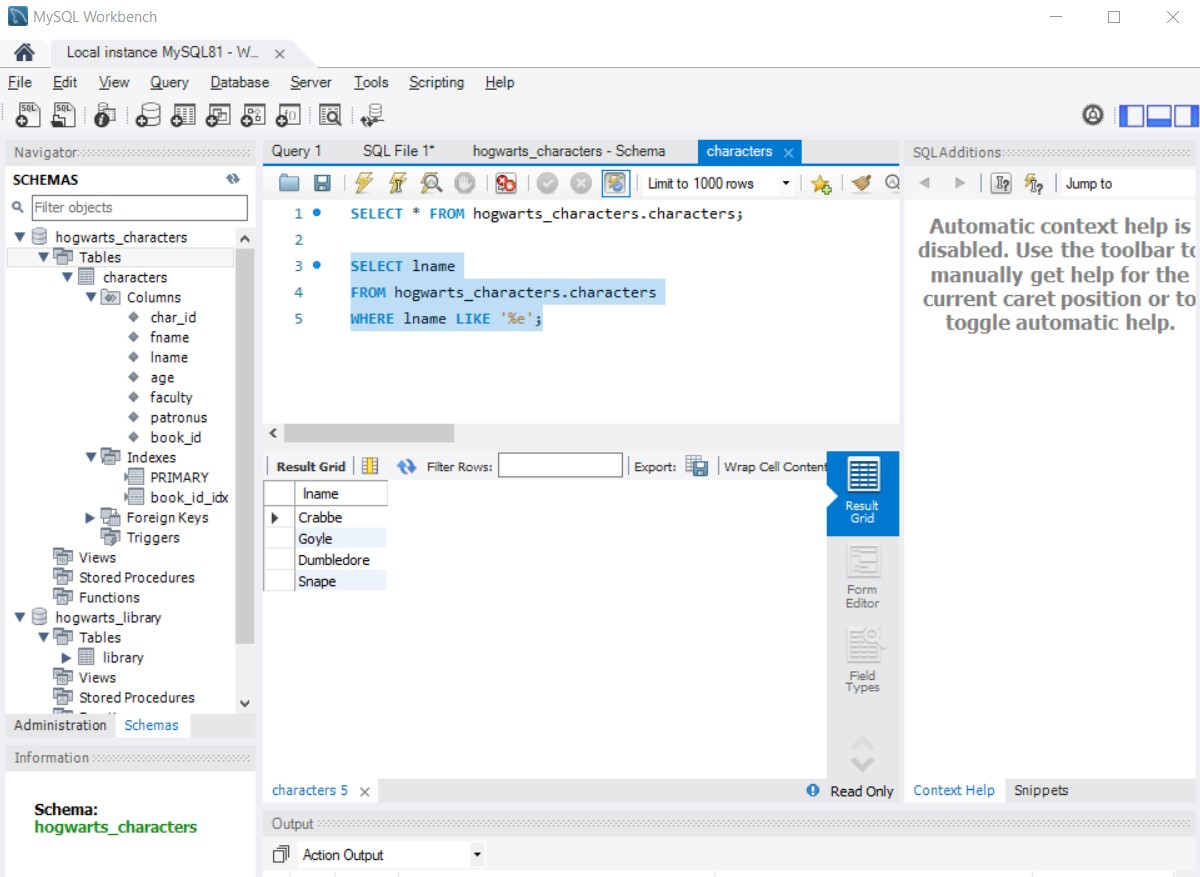 MySQL Workbench
Local instance MySQL81 - W...
File Edit View Query Database Server Tools Scripting Help
Navigator
SCHEMAS
Filter objects
hogwarts_characters
Tables
characters
Columns
char_id
fname
lname
age
faculty
patronus
book_id
Indexes
PRIMARY
book_id_idx
Foreign Keys
Triggers
Views
Stored Procedures
Functions
hogwarts_library
Tables
library
Views
Stored Procedures
Administration Schemas
Information
Schema:
hogwarts_characters
Query 1 SQL File 1* hogwarts_characters - Schema characters
Limit to 1000 rows
1 SELECT * FROM hogwarts_characters.characters;
2
3 SELECT lname
4 FROM hogwarts_characters.characters
5 WHERE lname LIKE '%e';
Result Grid Filter Rows: Export: Wrap Cell Content
lname
Crabbe
Goyle
Dumbledore
Snape
Result
Grid
Form
Editor
Field
Types
characters 5 Read Only
Output
Action Output
SQLAdditions
Jump to
Automatic context help is
disabled. Use the toolbar to
manually get help for the
current caret position or to
toggle automatic help.
Context Help Snippets